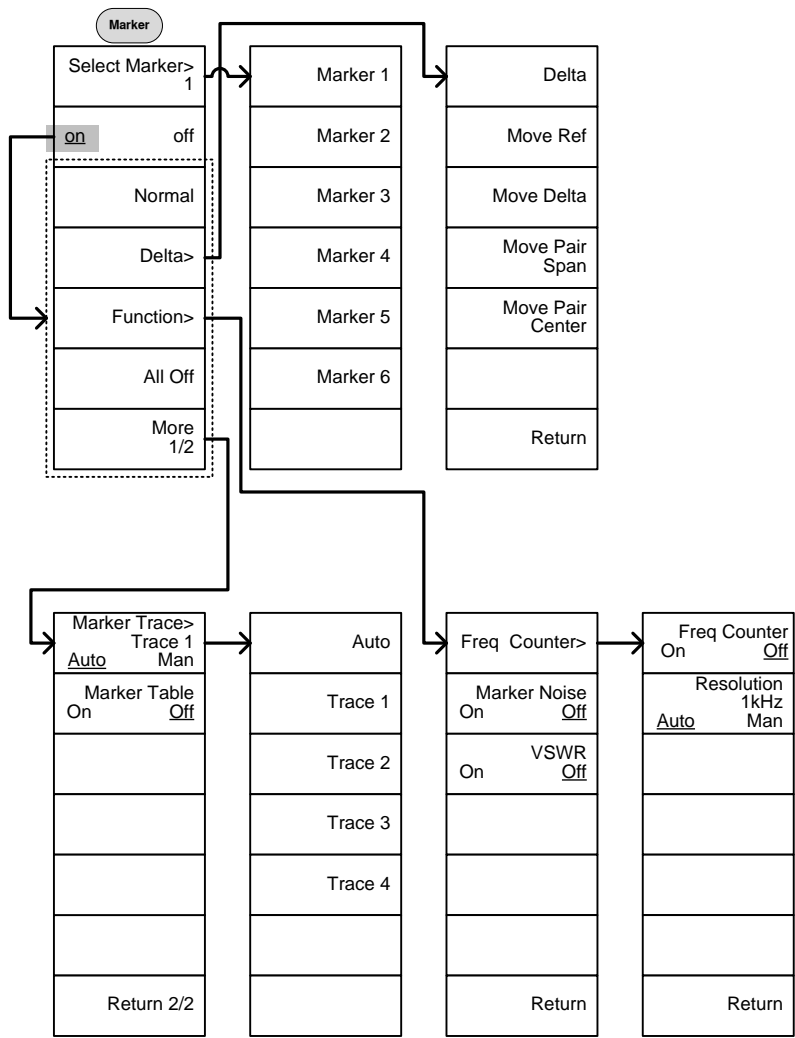 Marker
Select Marker>
1
on off
Normal
Delta>
Function>
All Off
More
1/2
Marker 1
Marker 2
Marker 3
Marker 4
Marker 5
Marker 6
Delta
Move Ref
Move Delta
Move Pair
Span
Move Pair
Center
Return
Marker Trace>
Trace 1
Auto Man
Marker Table
On Off
Return 2/2
Auto
Trace 1
Trace 2
Trace 3
Trace 4
Freq Counter>
Marker Noise
On Off
VSWR
On Off
Return
Freq Counter
On Off
Resolution
1kHz
Auto Man
Return